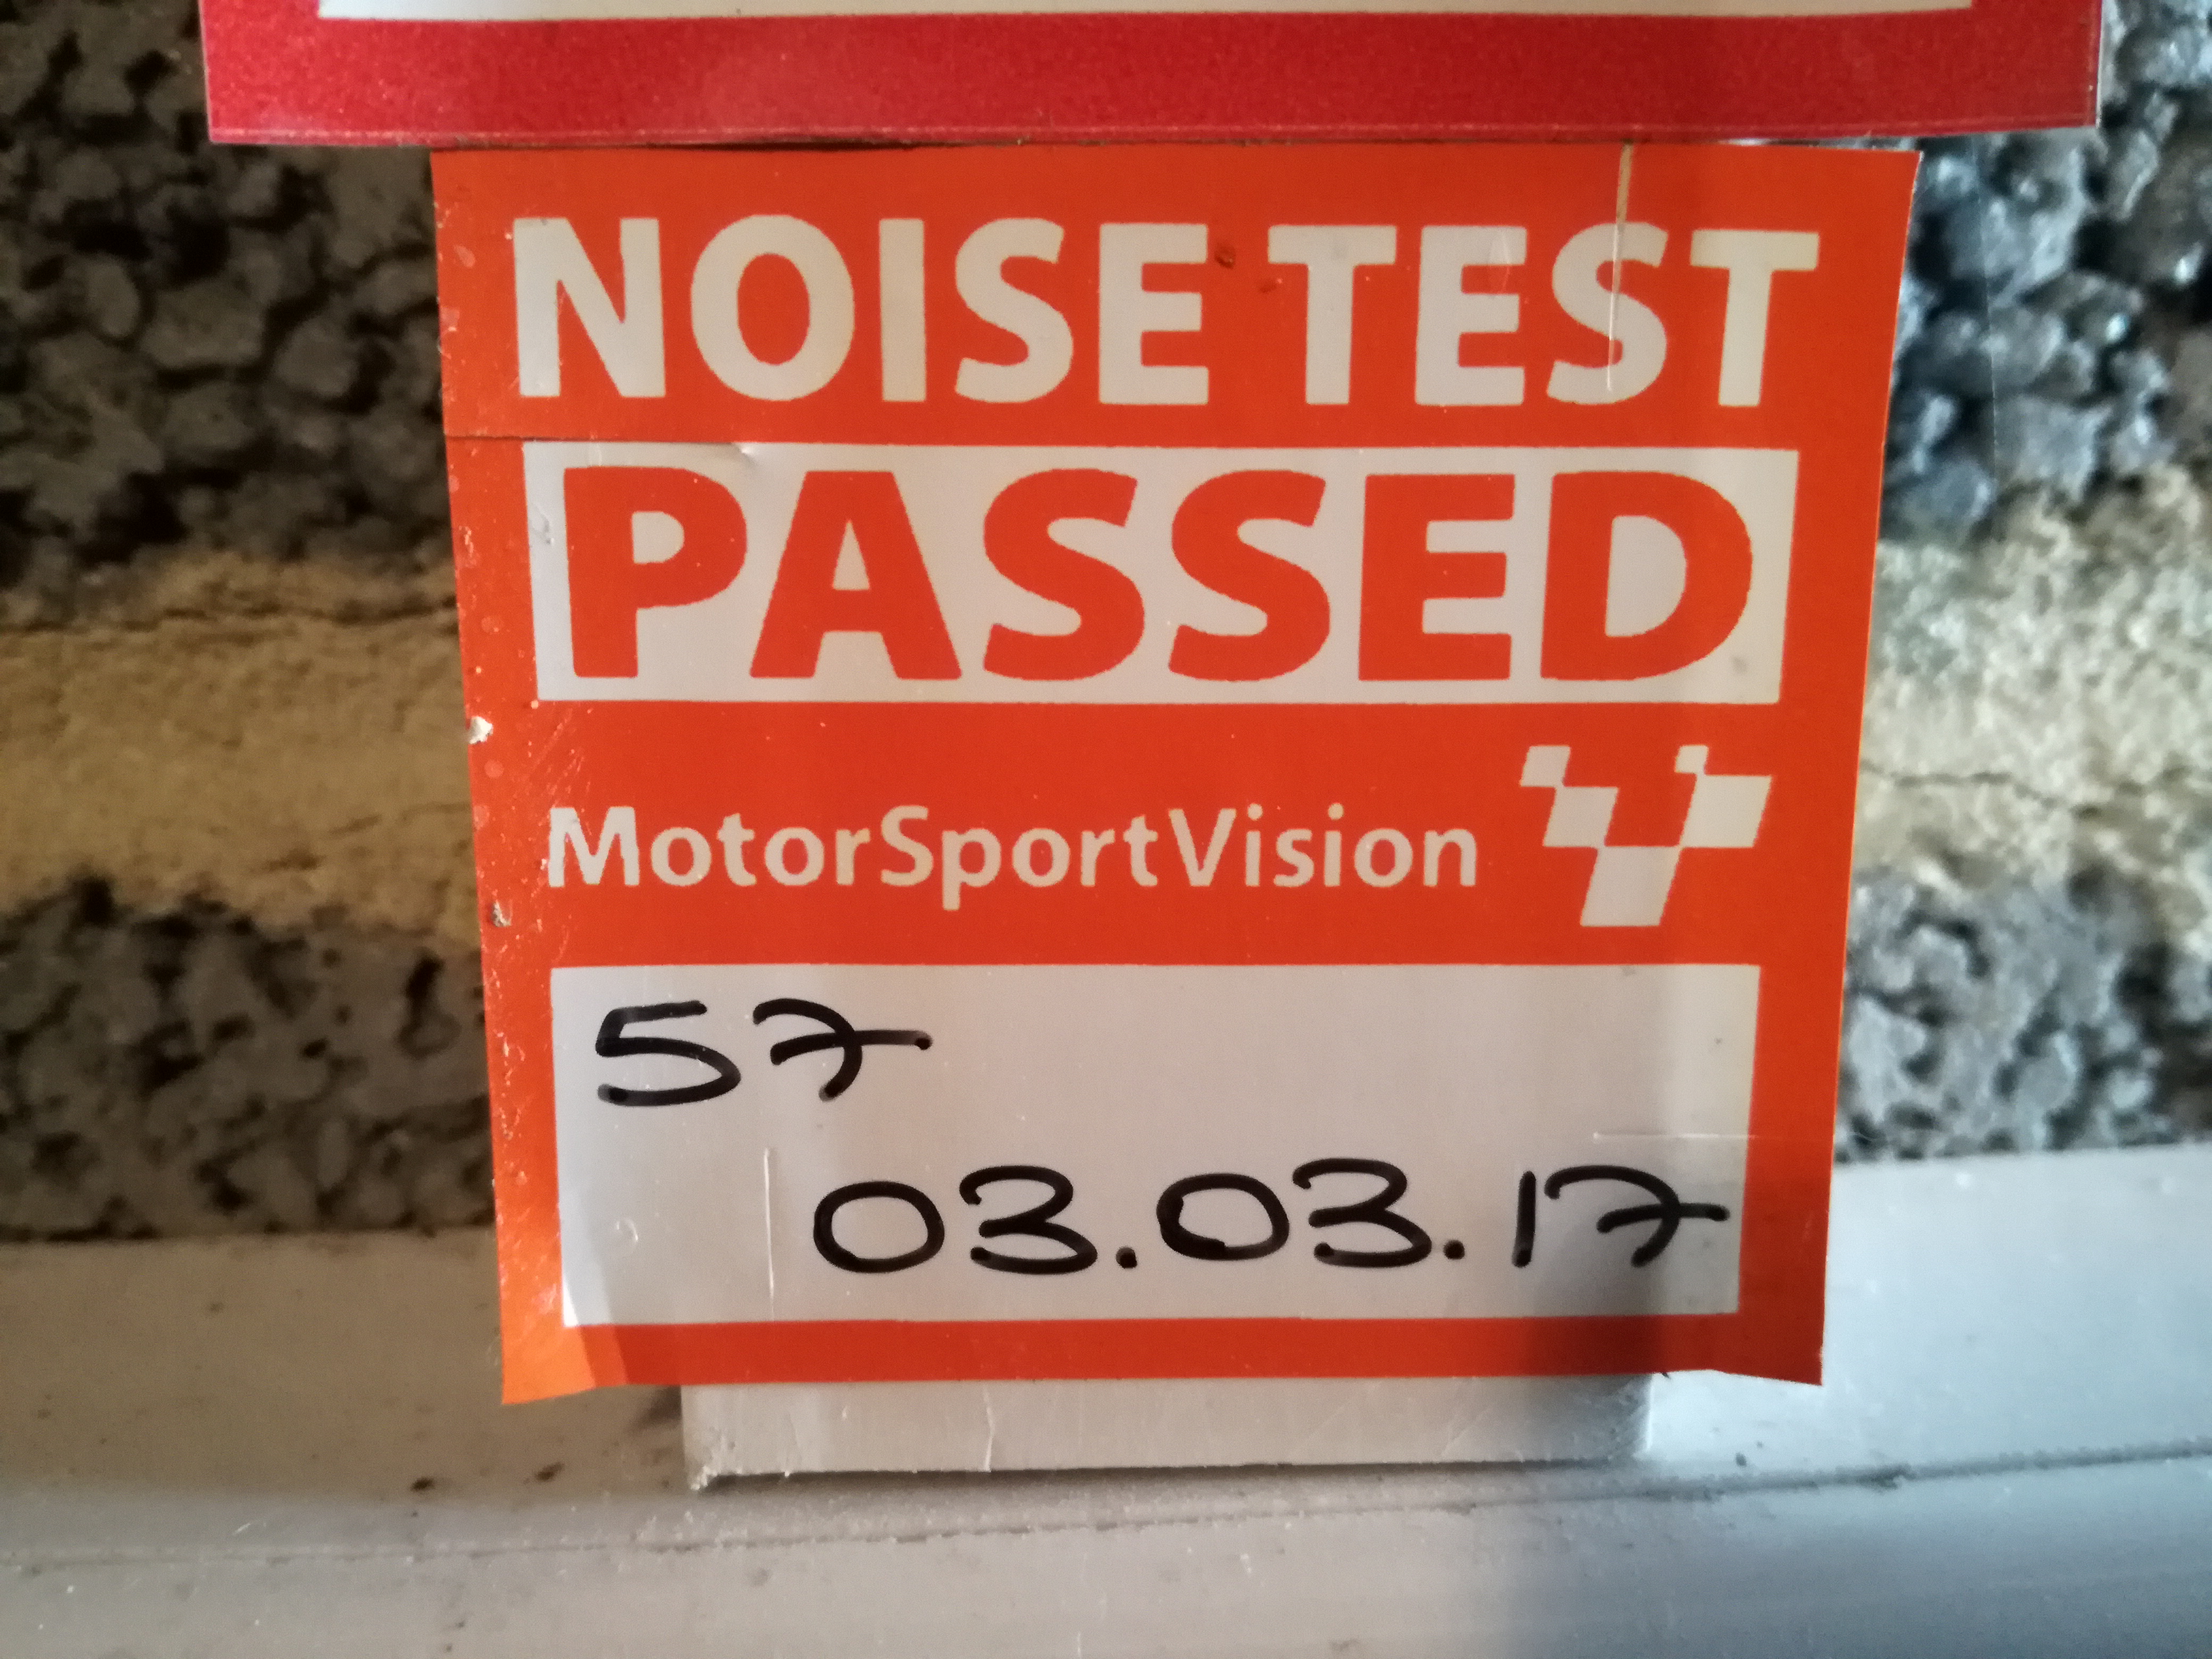 NOISE TEST
PASSED
MotorSportVision
57
03.03.17